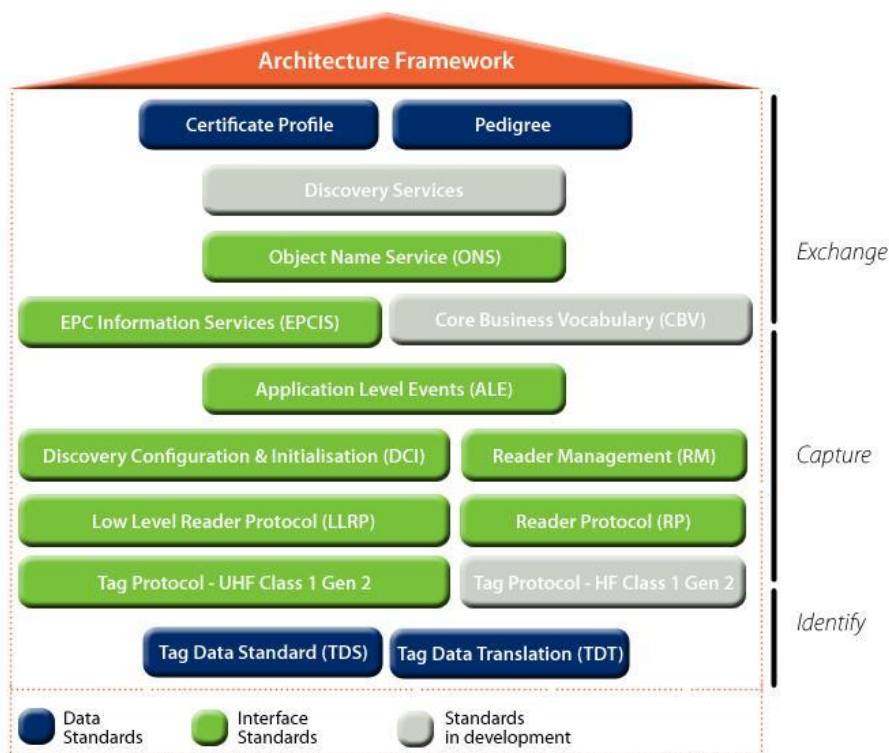 Architecture Framework
Certificate Profile
Pedigree
Discovery Services
Object Name Service (ONS)
Exchange
EPC Information Services (EPCIS)
Core Business Vocabulary (CBV)
Application Level Events (ALE)
Discovery Configuration & Initialisation (DCI)
Reader Management (RM)
Capture
Low Level Reader Protocol (LLRP)
Reader Protocol (RP)
Tag Protocol - UHF Class 1 Gen 2
Tag Protocol - HF Class 1 Gen 2
Identify
Tag Data Standard (TDS)
Tag Data Translation (TDT)
Data
Standards
Interface
Standards
Standards
in development